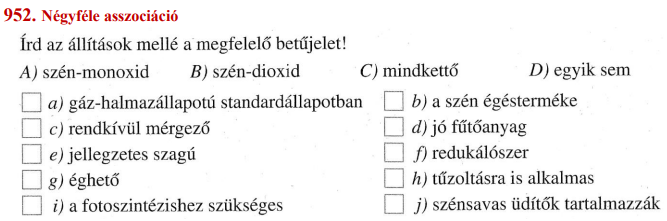 952. Négyféle asszociáció
Írd az állítások mellé a megfelelő betűjelet!
A) szén-monoxid B) szén-dioxid C) mindkettő D) egyik sem
a) gáz-halmazállapotú standardállapotban b) a szén égésterméke
c) rendkívül mérgező d) jó fűtőanyag
e) jellegzetes szagú f) redukálószer
g) éghető h) tűzoltásra is alkalmas
i) a fotoszintézishez szükséges j) szénsavas üdítők tartalmazzák